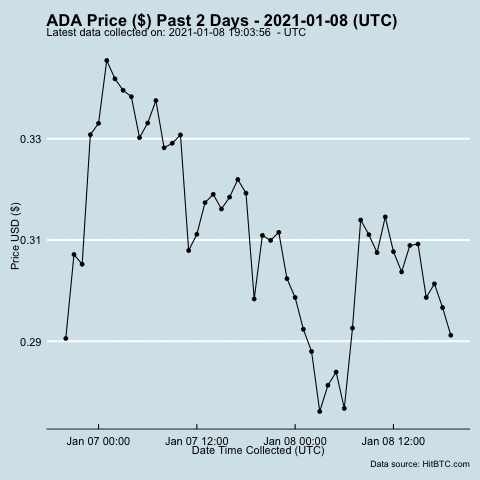 ADA Price ($) Past 2 Days - 2021-01-08 (UTC)
Latest data collected on: 2021-01-08 19:03:56 - UTC
0.33
0.31
0.29
Price USD ($)
Jan 07 00:00 Jan 07 12:00 Jan 08 00:00 Jan 08 12:00
Date Time Collected (UTC)
Data source: HitBTC.com